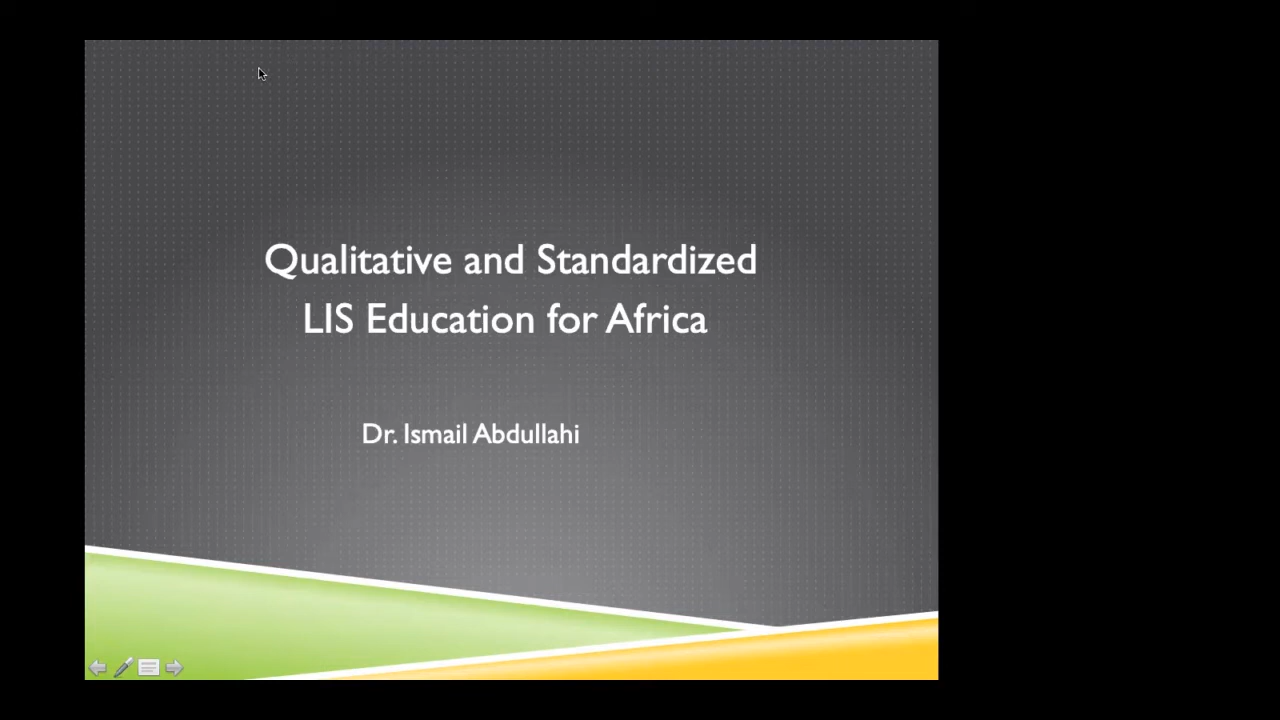 Qualitative and Standardized
LIS Education for Africa
Dr. Ismail Abdullahi